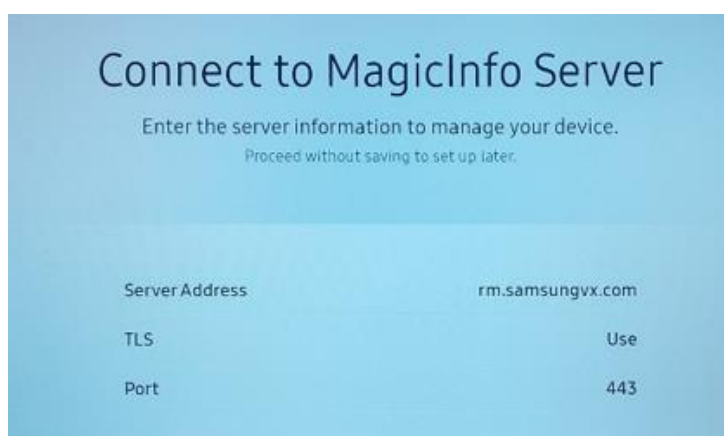 Connect to MagicInfo Server
Enter the server information to manage your device.
Proceed without saving to set up later.
Server Address rm.samsungvx.com
TLS Use
Port 443